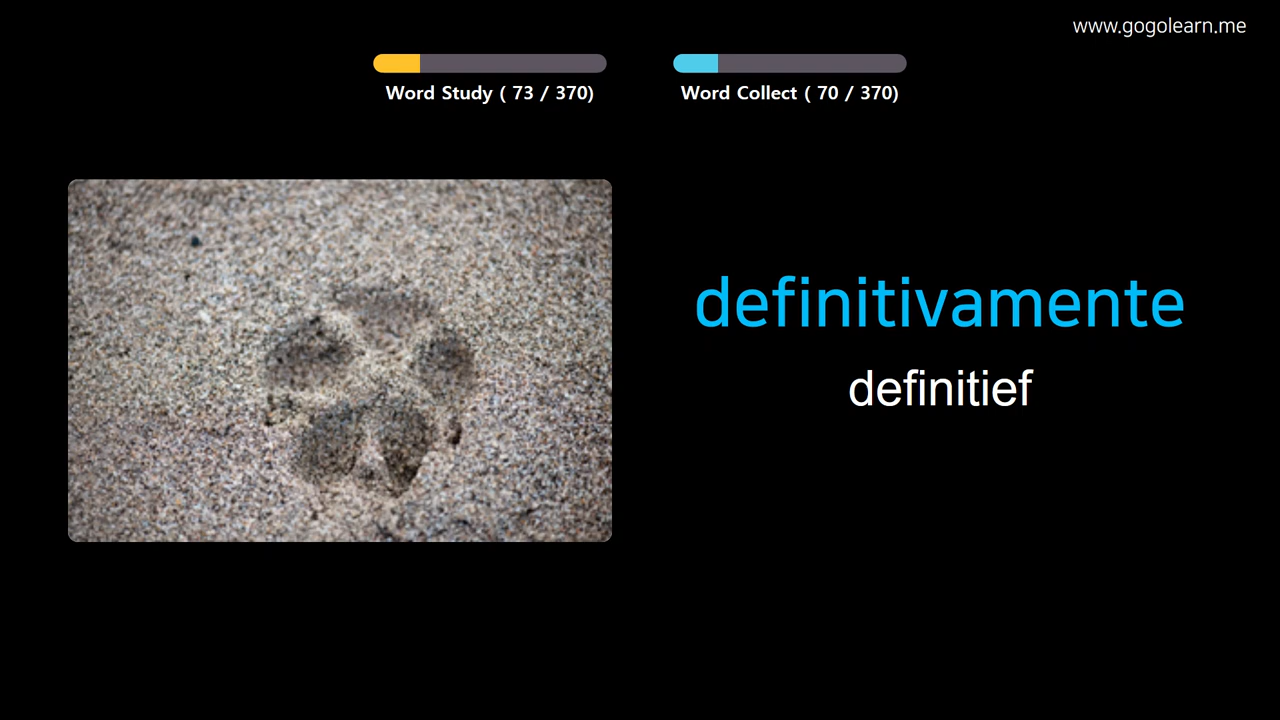 www.gogolearn.me
Word Study ( 73 / 370)
Word Collect ( 70 / 370)
definitivamente
definitief